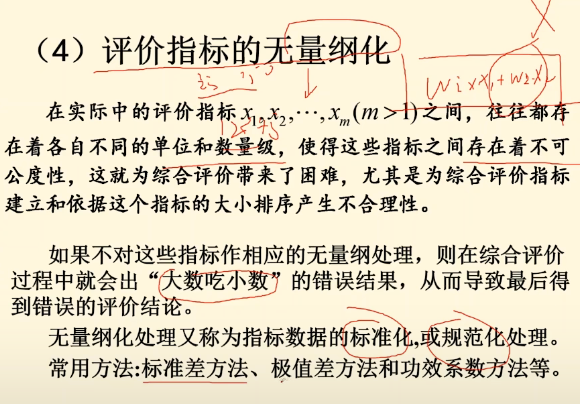 （4）评价指标的无量纲化
在实际中的评价指标x₁,x₂,⋯,xₘ(m>1)之间，往往都存
在着各自不同的单位和数量级，使得这些指标之间存在着不可
公度性，这就为综合评价带来了困难，尤其是为综合评价指标
建立和依据这个指标的大小排序产生不合理性。
如果不对这些指标作相应的无量纲处理，则在综合评价
过程中就会出“大数吃小数”的错误结果，从而导致最后得
到错误的评价结论。
无量纲化处理又称为指标数据的标准化,或规范化处理。
常用方法:标准差方法、极值差方法和功效系数方法等。